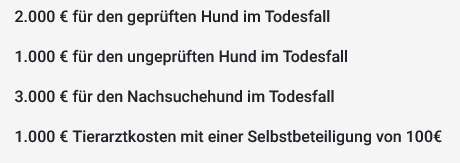 2.000 € für den geprüften Hund im Todesfall
1.000 € für den ungeprüften Hund im Todesfall
3.000 € für den Nachsuchehund im Todesfall
1.000 € Tierarztkosten mit einer Selbstbeteiligung von 100€